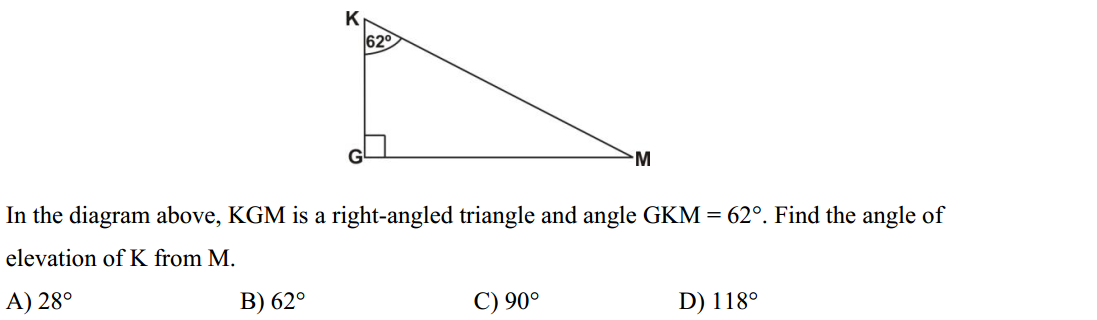 K
62°
G
M
In the diagram above, KGM is a right-angled triangle and angle GKM = 62°. Find the angle of
elevation of K from M.
A) 28° B) 62° C) 90° D) 118°